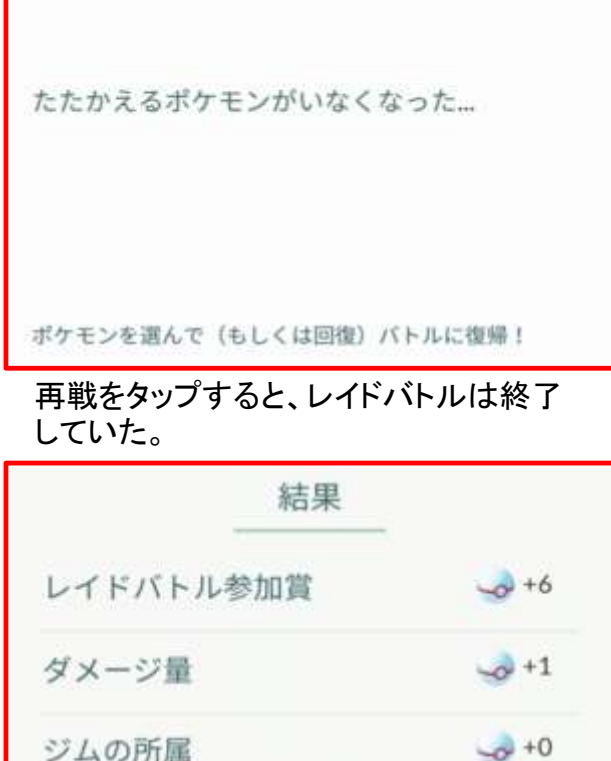 たたかえるポケモンがいなくなった...
ポケモンを選んで（もしくは回復）バトルに復帰！
再戦をタップすると、レイドバトルは終了
していた。
結果
レイドバトル参加賞 +6
ダメージ量 +1
ジムの所属 +0